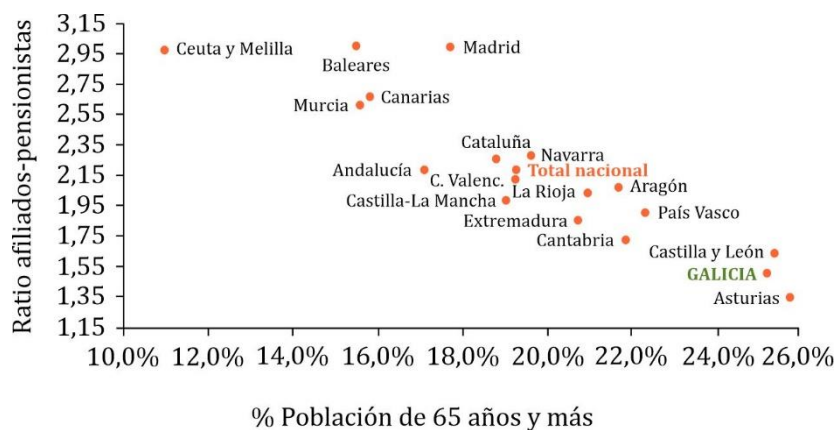 Ratio afiliados-pensionistas
3,15
2,95
2,75
2,55
2,35
2,15
1,95
1,75
1,55
1,35
1,15
Ceuta y Melilla
Baleares
Madrid
Murcia
Canarias
Cataluña
Navarra
Andalucía
Total nacional
C. Valenc.
La Rioja
Aragón
Castilla-La Mancha
Extremadura
País Vasco
Cantabria
Castilla y León
GALICIA
Asturias
10,0% 12,0% 14,0% 16,0% 18,0% 20,0% 22,0% 24,0% 26,0%
% Población de 65 años y más